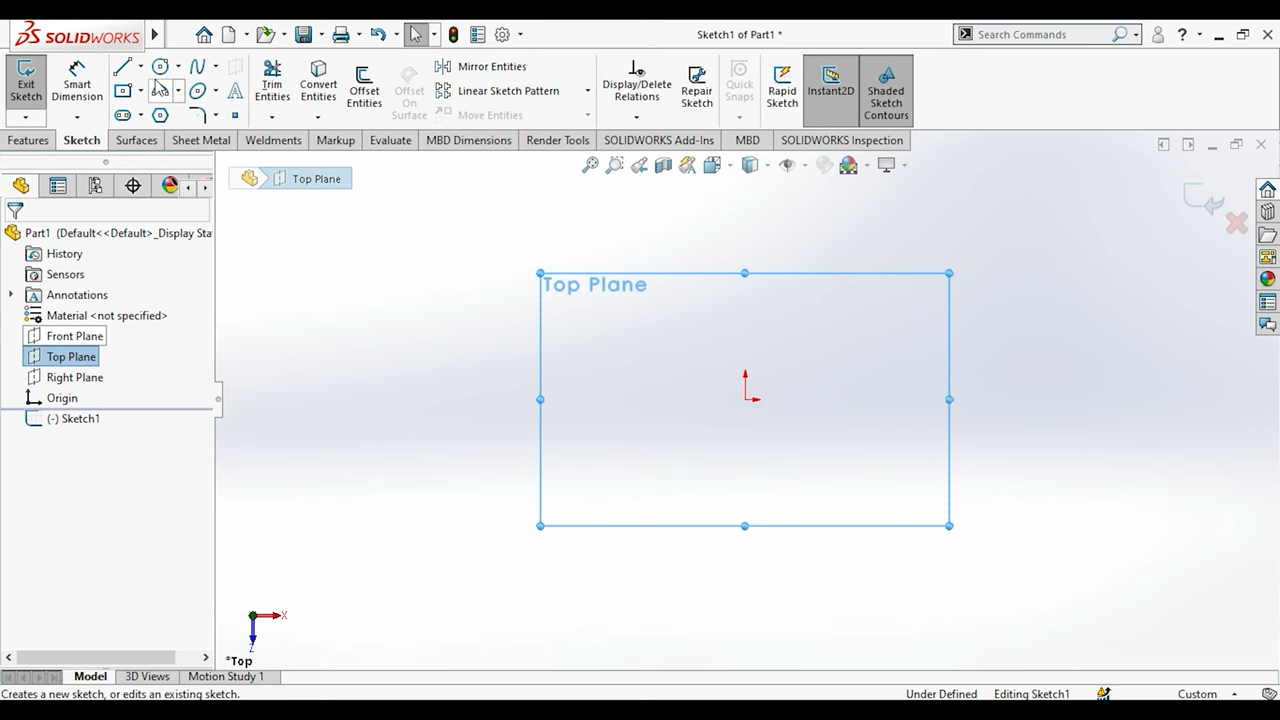 SOLIDWORKS
Sketch1 of Part1 *
Search Commands
?
Exit Sketch
Smart Dimension
Trim Entities
Convert Entities
Offset Entities
Offset On Surface
Mirror Entities
Linear Sketch Pattern
Move Entities
Display/Delete Relations
Repair Sketch
Quick Snaps
Rapid Sketch
Instant2D
Shaded Sketch Contours
Features
Sketch
Surfaces
Sheet Metal
Weldments
Markup
Evaluate
MBD Dimensions
Render Tools
SOLIDWORKS Add-Ins
MBD
SOLIDWORKS Inspection
Top Plane
Part1 (Default<<Default>_Display Sta
History
Sensors
Annotations
Material <not specified>
Front Plane
Top Plane
Right Plane
Origin
(-) Sketch1
Top Plane
X
Z
*Top
Model
3D Views
Motion Study 1
Creates a new sketch, or edits an existing sketch.
Under Defined
Editing Sketch1
Custom